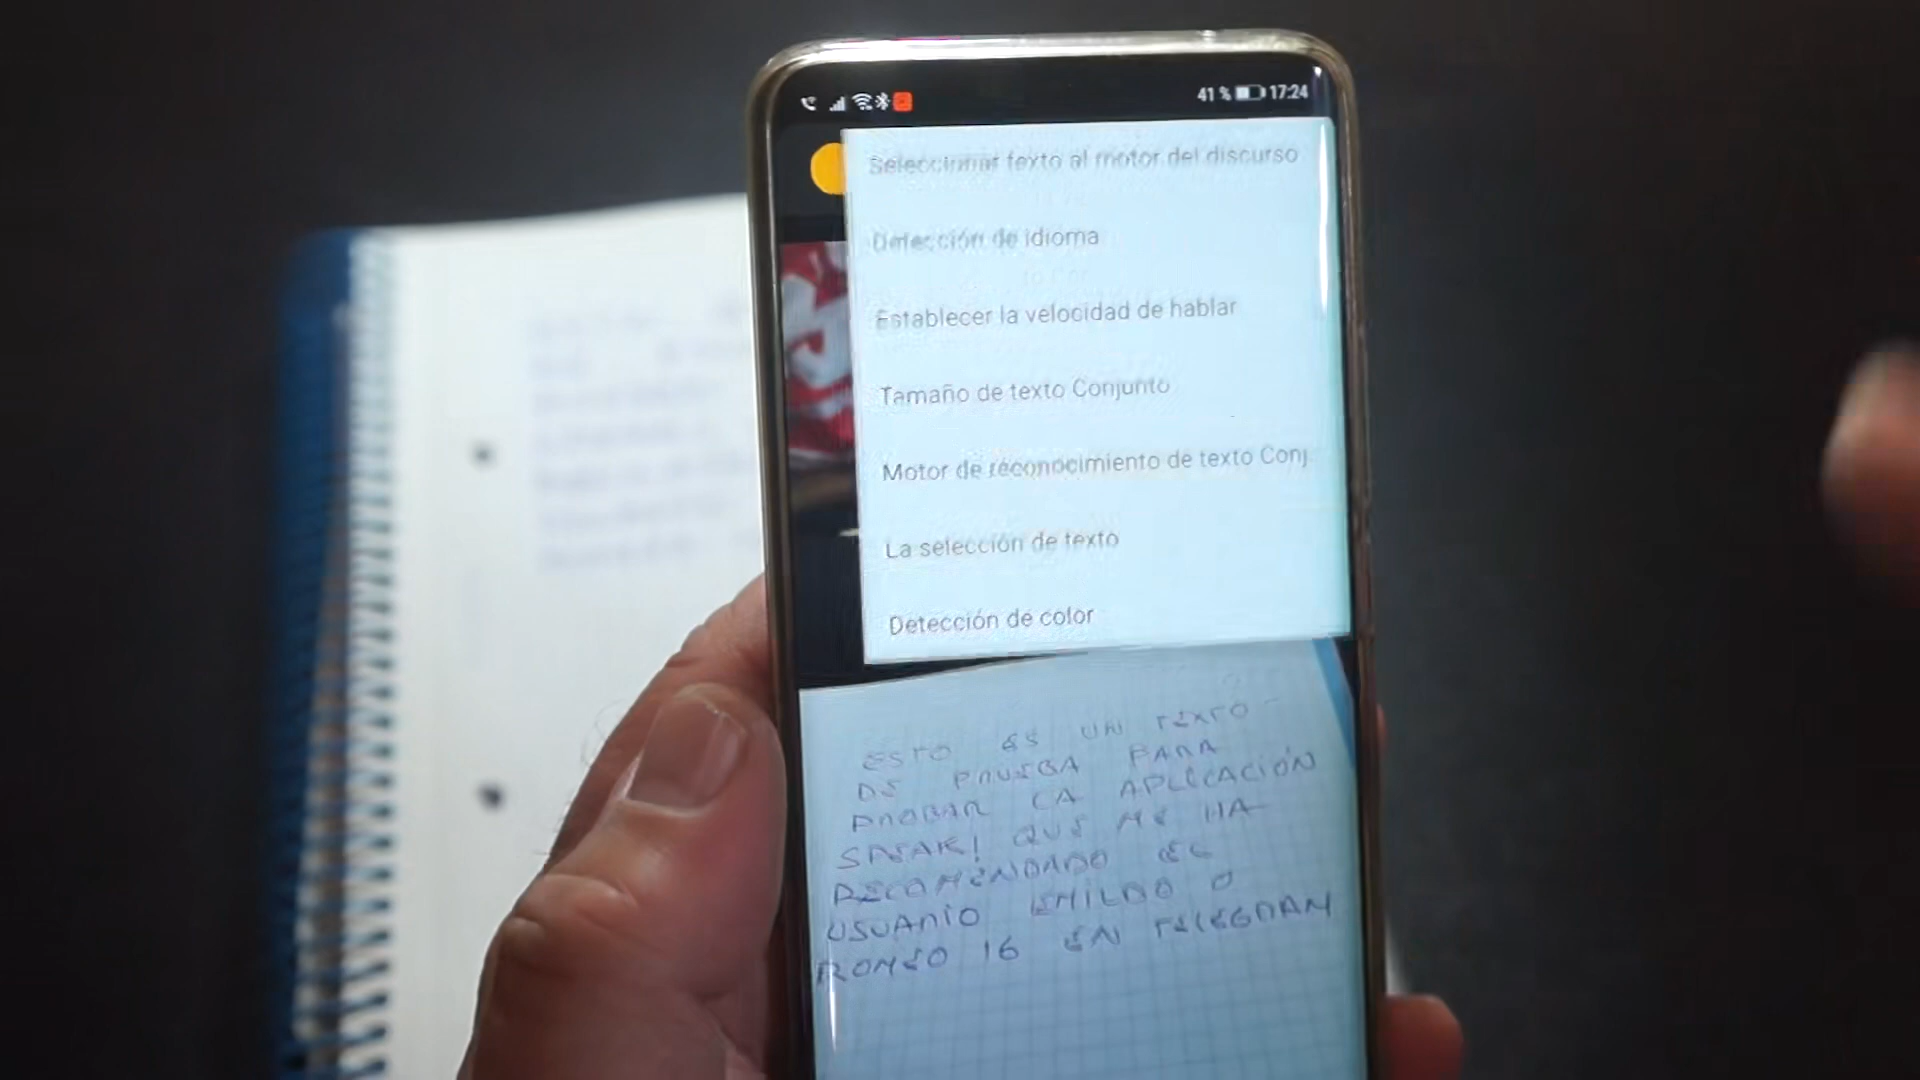 41 % 17:24
Seleccionar texto al motor del discurso
Detección de idioma
Establecer la velocidad de hablar
Tamaño de texto Conjunto
Motor de reconocimiento de texto Conj
La selección de texto
Detección de color
ESTO ES UN TEXTO
DE PRUEBA PARA
PROBAR LA APLICACIÓN
QUE ME HA
RECOMENDADO EL
USUARIO EMILDO O
ROMEO 16 EN TELEGRAM